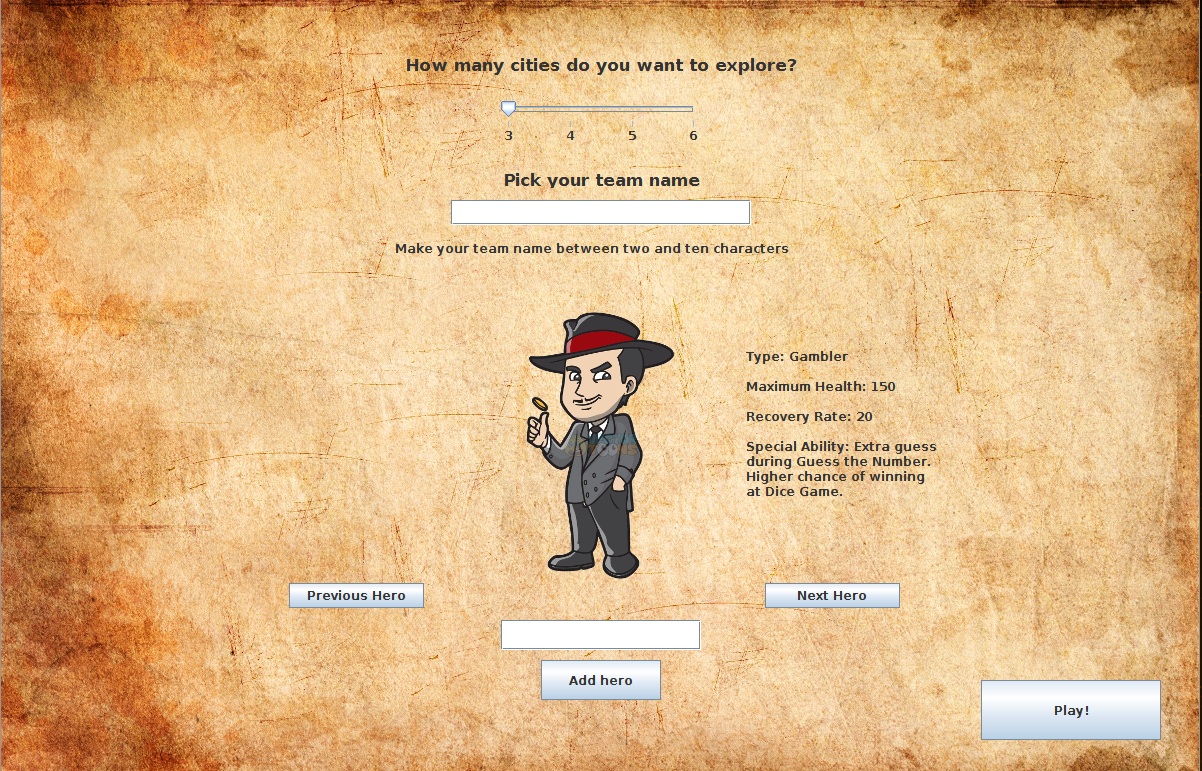 How many cities do you want to explore?
3 4 5 6
Pick your team name
Make your team name between two and ten characters
Type: Gambler
Maximum Health: 150
Recovery Rate: 20
Special Ability: Extra guess
during Guess the Number.
Higher chance of winning
at Dice Game.
Previous Hero
Next Hero
Add hero
Play!